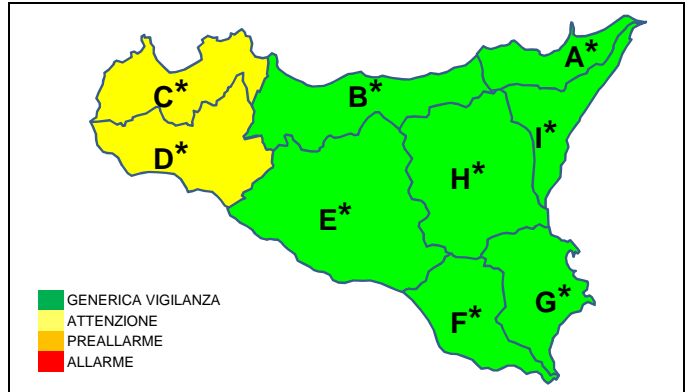 A*
C*
B*
I*
D*
H*
E*
GENERICA VIGILANZA
G*
ATTENZIONE
F*
PREALLARME
ALLARME